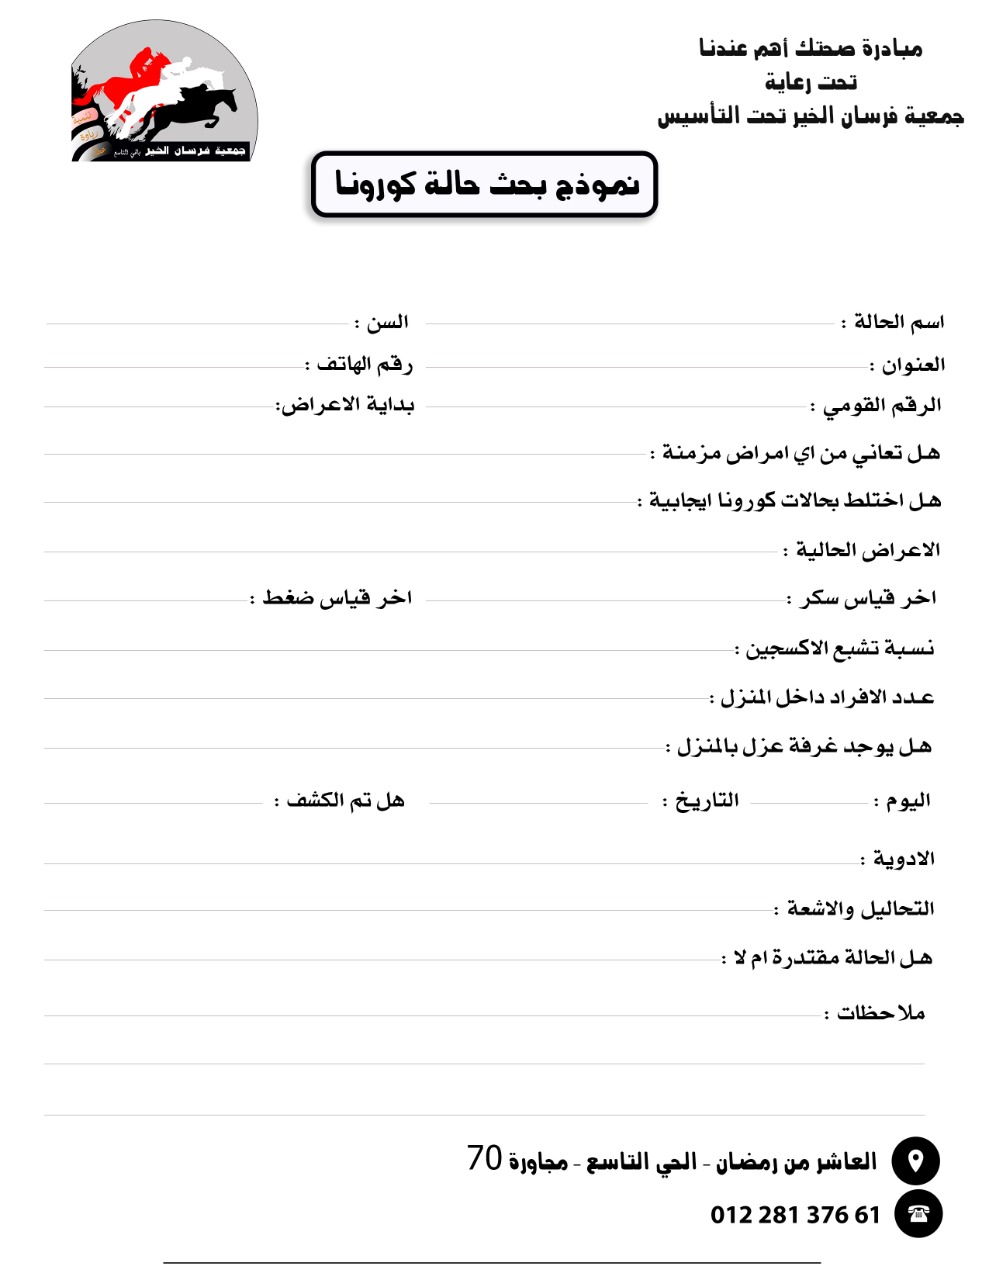 مبادرة صحتك أهم عندنا
تحت رعاية
جمعية فرسان الخير تحت التأسيس
تنمية
ريادة
جمعية فرسان الخير بالحي التاسع
نموذج بحث حالة كورونا
اسم الحالة : السن :
العنوان : رقم الهاتف :
الرقم القومي : بداية الاعراض:
هل تعاني من اي امراض مزمنة :
هل اختلط بحالات كورونا ايجابية :
الاعراض الحالية :
اخر قياس سكر : اخر قياس ضغط :
نسبة تشبع الاكسجين :
عدد الافراد داخل المنزل :
هل يوجد غرفة عزل بالمنزل :
اليوم : التاريخ : هل تم الكشف :
الادوية :
التحاليل والاشعة :
هل الحالة مقتدرة ام لا :
ملاحظات :
العاشر من رمضان - الحي التاسع - مجاورة 70
012 281 376 61